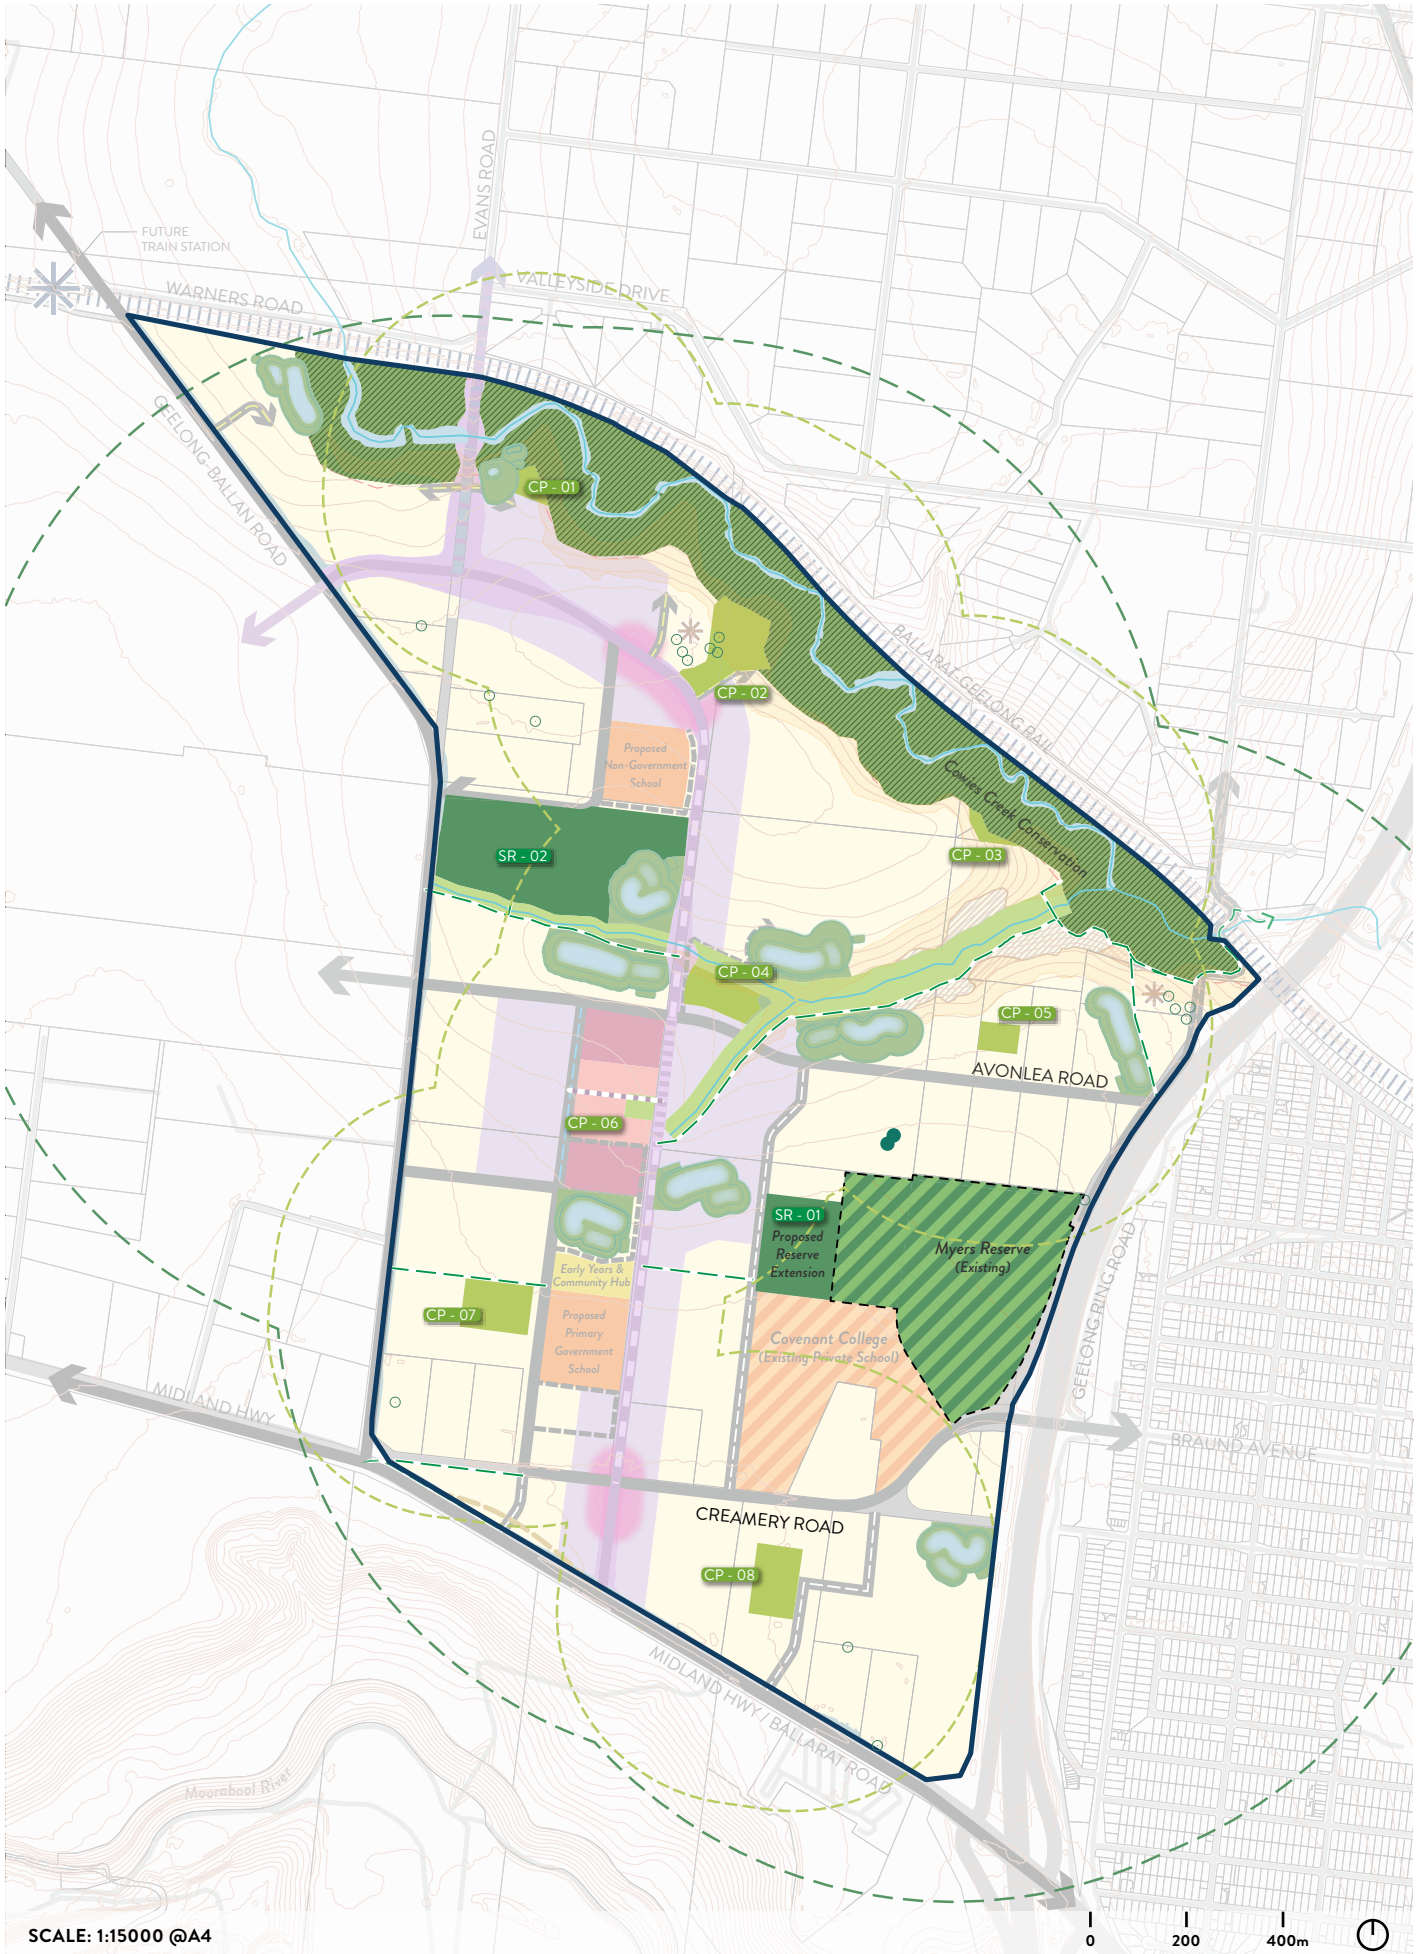 EVANS ROAD
FUTURE
TRAIN STATION
WARNERS ROAD
VALLEYSIDE DRIVE
GEELONG-BALLAN ROAD
CP - 01
BALLARAT-GEELONG RAIL
CP - 02
Proposed
Non-Government
School
Cowies Creek Conservation
SR - 02
CP - 03
CP - 04
CP - 05
AVONLEA ROAD
CP - 06
SR - 01
Proposed
Reserve
Extension
Myers Reserve
(Existing)
Early Years &
Community Hub
CP - 07
Proposed
Primary
Government
School
Covenant College
(Existing Private School)
GEELONG RING ROAD
MIDLAND HWY
BRAUND AVENUE
CREAMERY ROAD
CP - 08
MIDLAND HWY / BALLARAT ROAD
Moorabool River
SCALE: 1:15000 @A4
0 200 400m